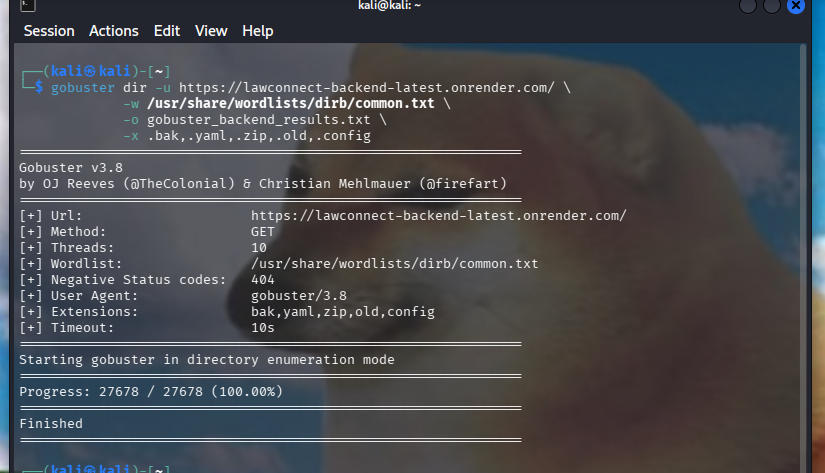 kali@kali: ~
Session Actions Edit View Help
┌──(kali㉿kali)-[~]
└─$ gobuster dir -u https://lawconnect-backend-latest.onrender.com/ \
-w /usr/share/wordlists/dirb/common.txt \
-o gobuster_backend_results.txt \
-x .bak,.yaml,.zip,.old,.config
===============================================================
Gobuster v3.8
by OJ Reeves (@TheColonial) & Christian Mehlmauer (@firefart)
===============================================================
[+] Url: https://lawconnect-backend-latest.onrender.com/
[+] Method: GET
[+] Threads: 10
[+] Wordlist: /usr/share/wordlists/dirb/common.txt
[+] Negative Status codes: 404
[+] User Agent: gobuster/3.8
[+] Extensions: bak,yaml,zip,old,config
[+] Timeout: 10s
===============================================================
Starting gobuster in directory enumeration mode
===============================================================
Progress: 27678 / 27678 (100.00%)
===============================================================
Finished
===============================================================
┌──(kali㉿kali)-[~]